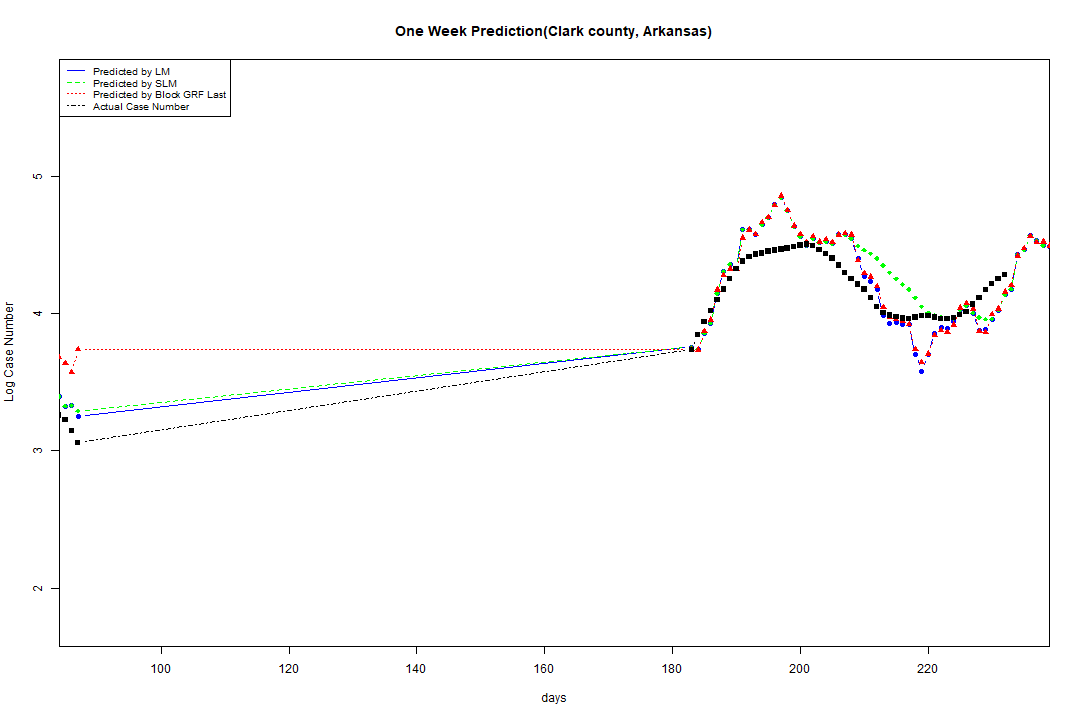 One Week Prediction(Clark county, Arkansas)
Predicted by LM
Predicted by SLM
Predicted by Block GRF Last
Actual Case Number
5
4
3
2
Log Case Number
100 120 140 160 180 200 220
days